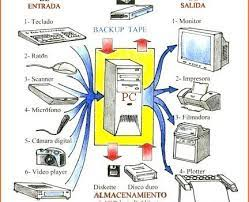 DE
ENTRADA
SALIDA
1- Teclado
BACKUP TAPE
1- Monitor
2- Ratón
3- Scanner
PC
2- Impresora
4- Micrófono
3- Filmadora
5- Cámara digital
6- Video player
Diskette
Disco duro
4- Plotter
ALMACENAMIENTO